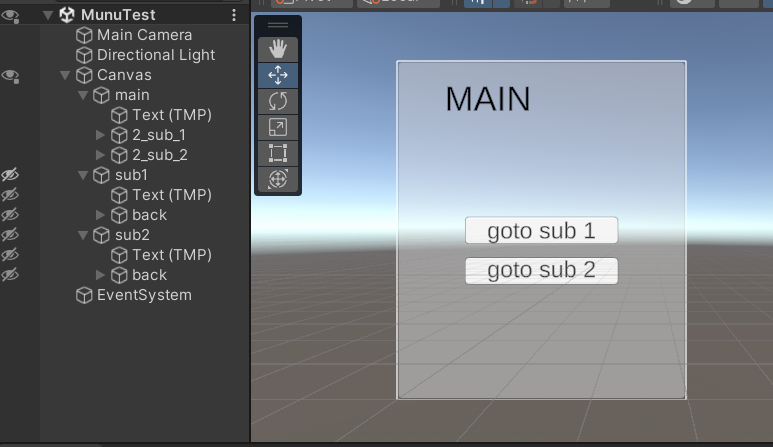 MunuTest
Main Camera
Directional Light
Canvas
main
Text (TMP)
2_sub_1
2_sub_2
sub1
Text (TMP)
back
sub2
Text (TMP)
back
EventSystem
MAIN
goto sub 1
goto sub 2